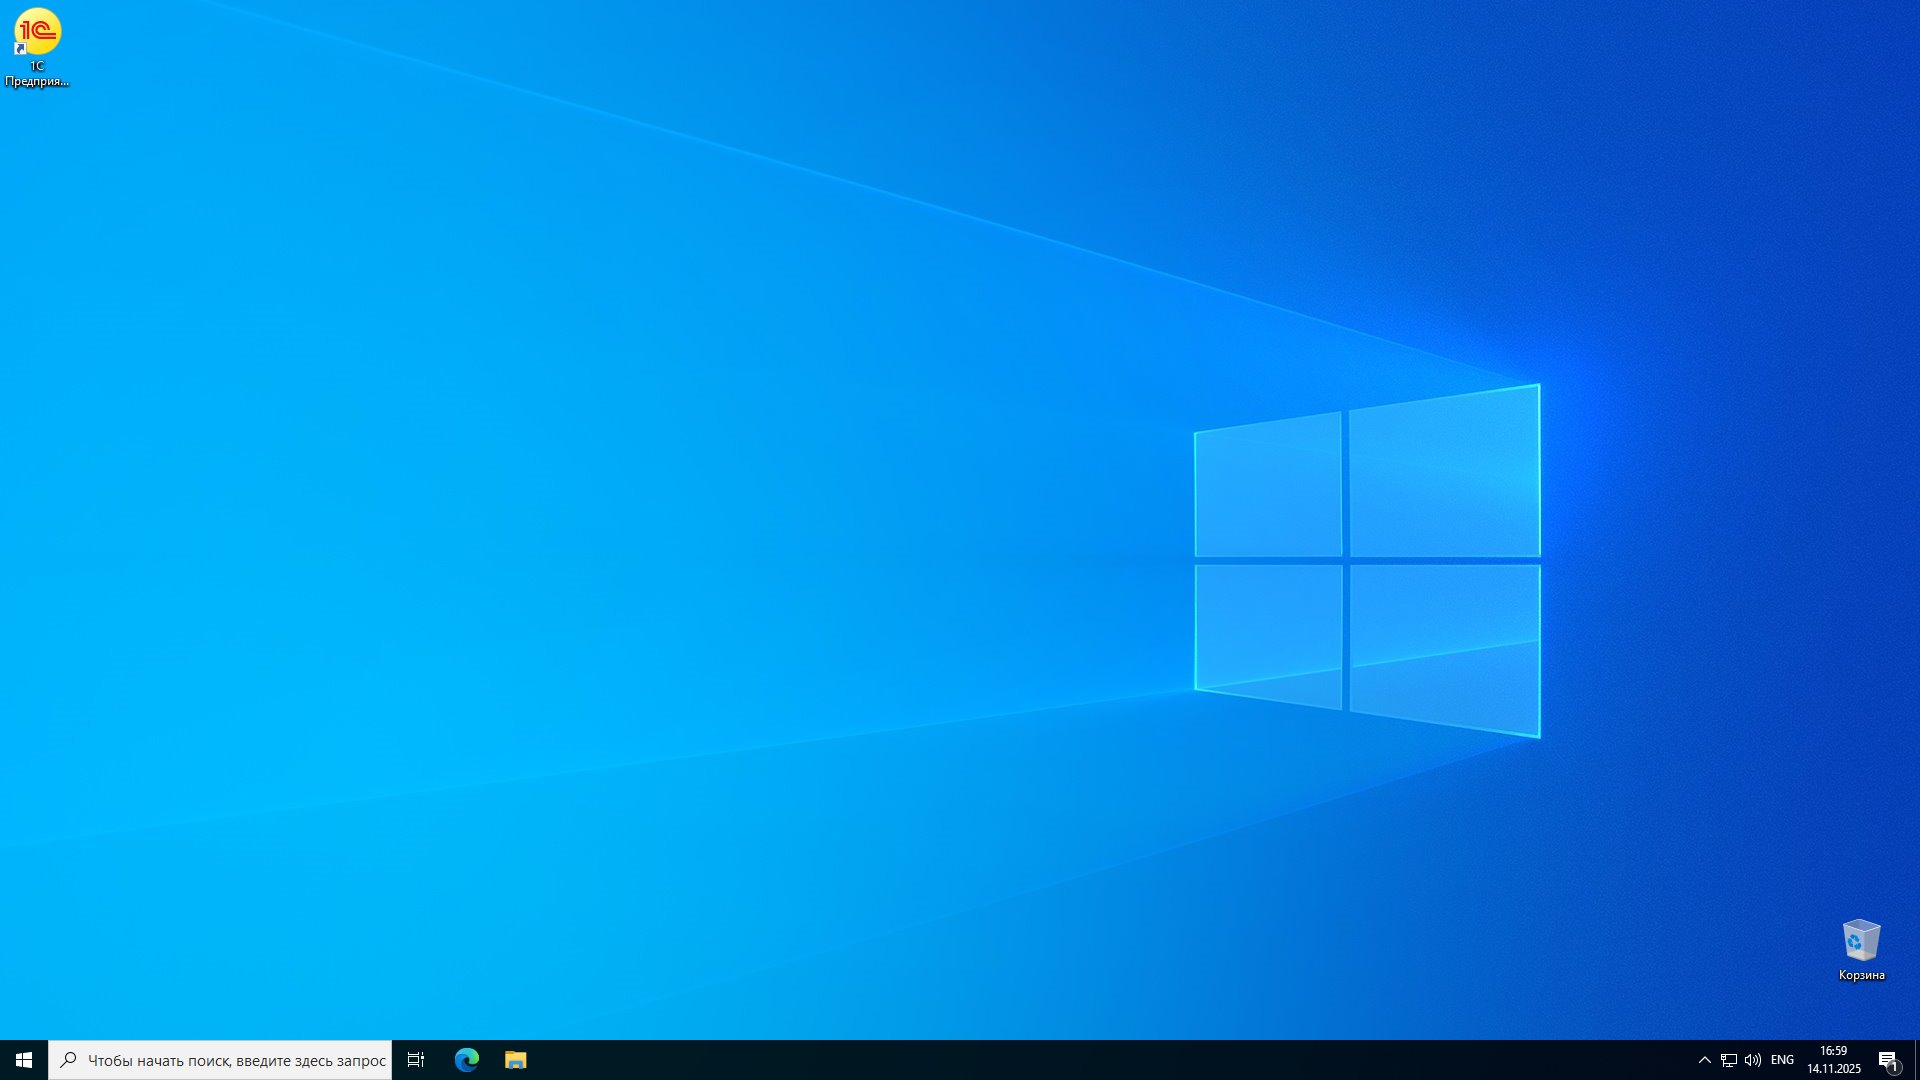 1С
1С
Предприя...
Корзина
Чтобы начать поиск, введите здесь запрос
ENG
16:59
14.11.2025
1